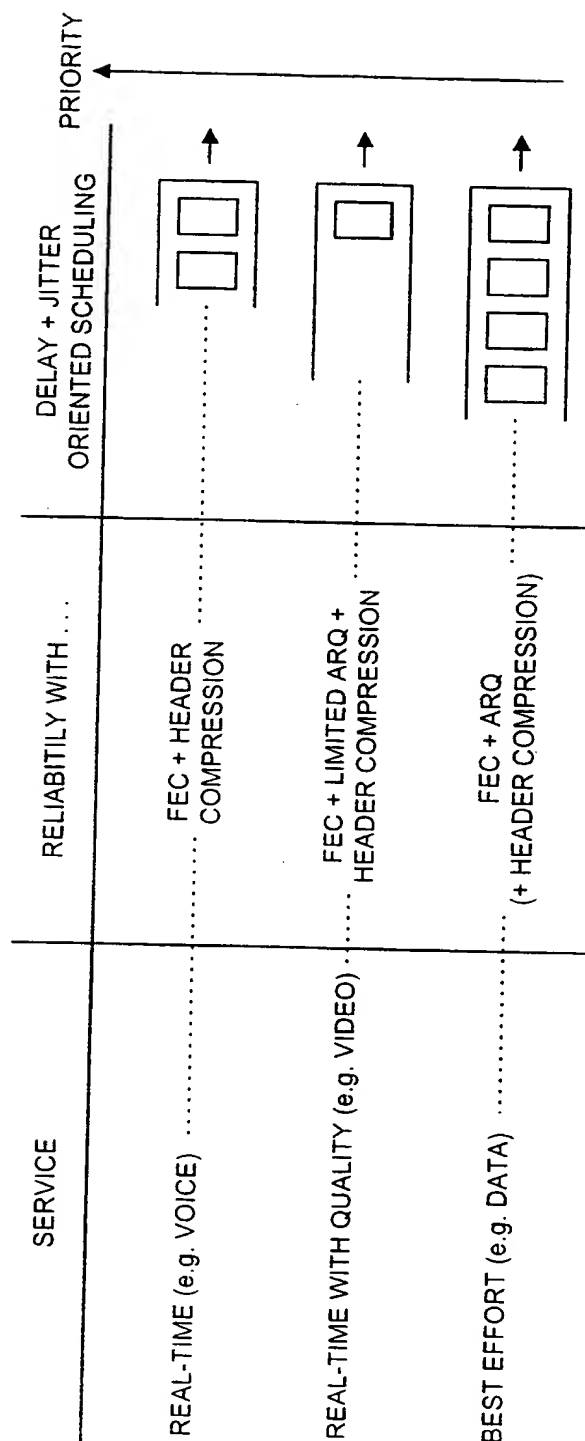 SERVICE
RELIABITILY WITH ....
DELAY + JITTER
ORIENTED SCHEDULING
PRIORITY
REAL-TIME (e.g. VOICE)
FEC + HEADER
COMPRESSION
REAL-TIME WITH QUALITY (e.g. VIDEO)
FEC + LIMITED ARQ +
HEADER COMPRESSION
BEST EFFORT (e.g. DATA)
FEC + ARQ
(+ HEADER COMPRESSION)